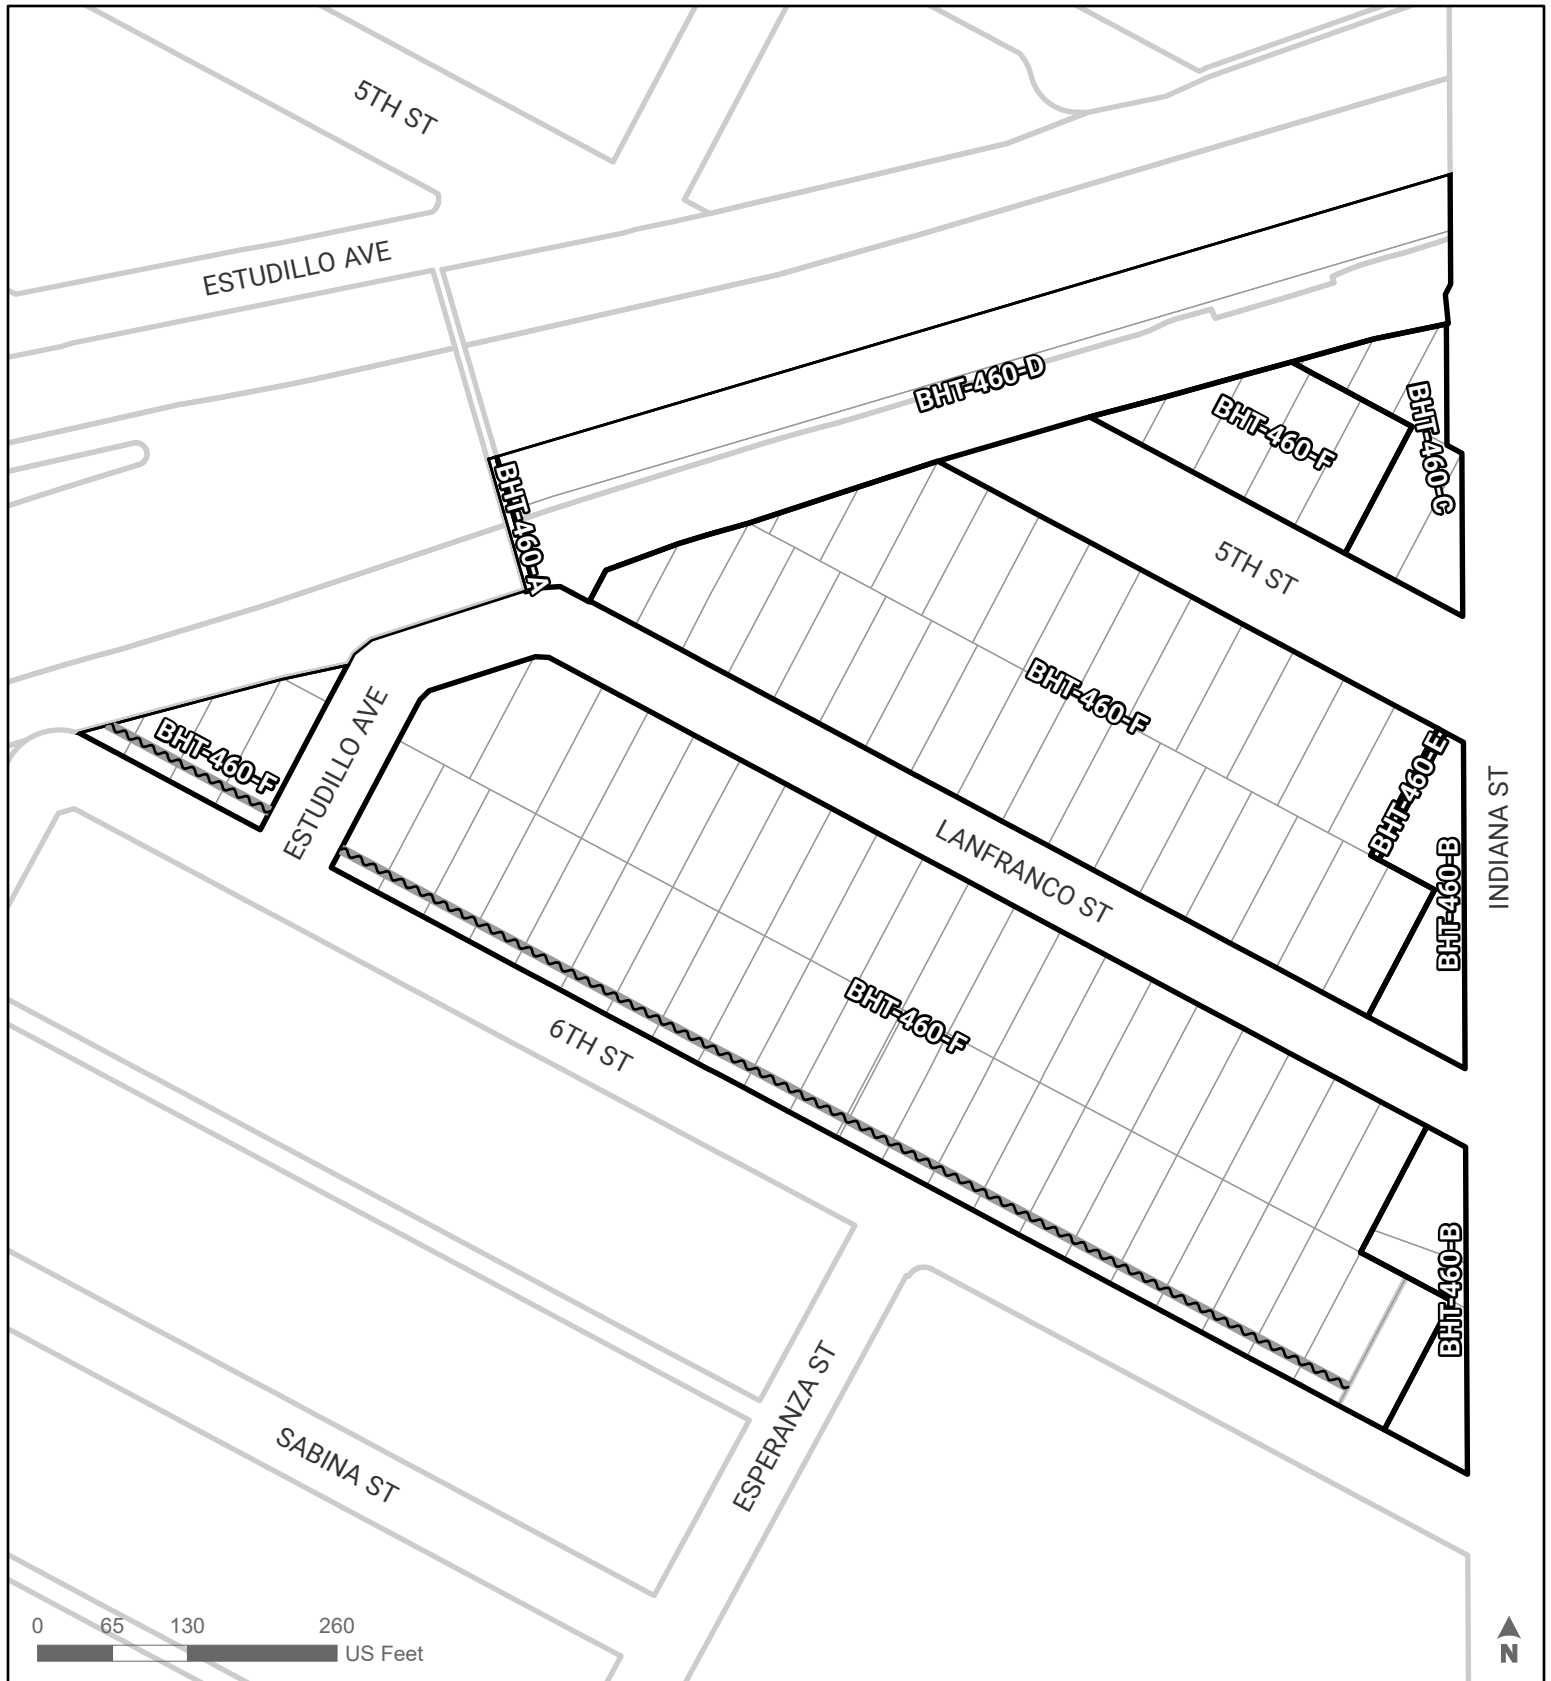 5TH ST
ESTUDILLO AVE
BHT-460-D
BHT-460-F
BHT-460-C
BHT-460-A
5TH ST
BHT-460-F
ESTUDILLO AVE
BHT-460-F
BHT-460-E
INDIANA ST
LANFRANCO ST
BHT-460-B
BHT-460-F
6TH ST
BHT-460-B
ESPERANZA ST
SABINA ST
0 65 130 260
US Feet
N